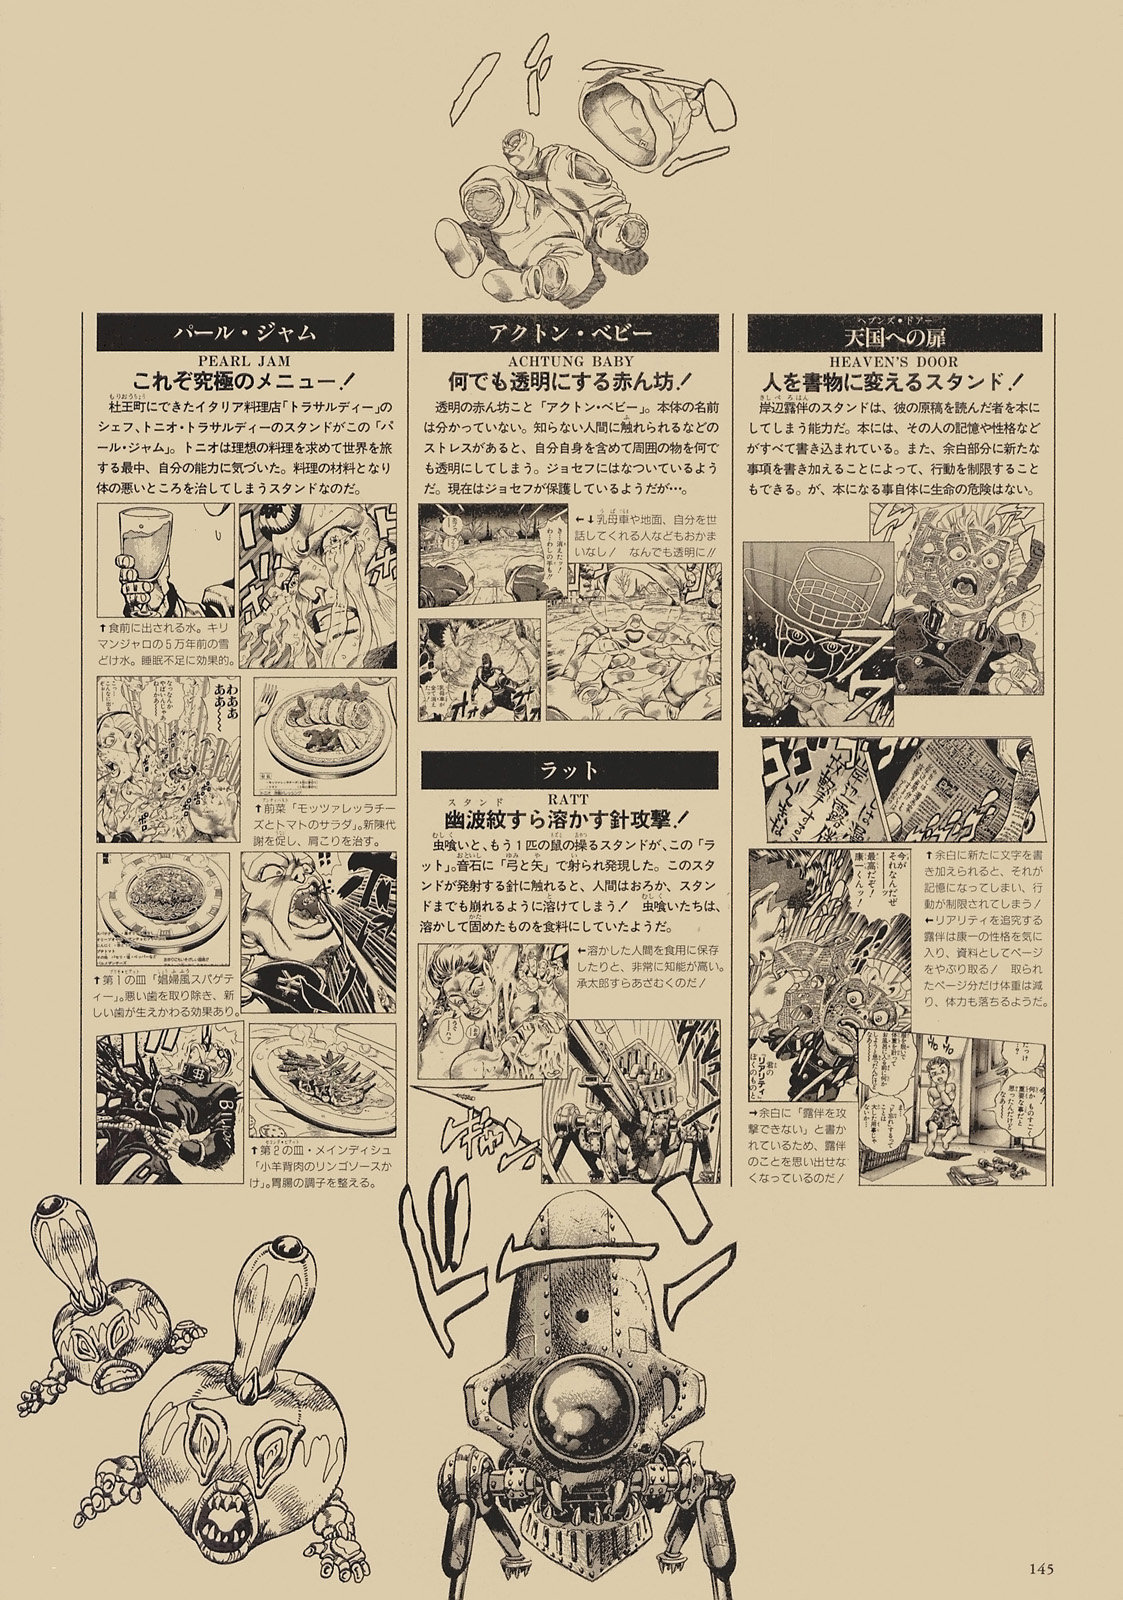 パール・ジャム
PEARL JAM
これぞ究極のメニュー!
杜王町にできたイタリア料理店「トラサルディー」の
シェフ、トニオ・トラサルディーのスタンドがこの「パ
ール・ジャム」。トニオは理想の料理を求めて世界を旅
する最中、自分の能力に気づいた。料理の材料となり
体の悪いところを治してしまうスタンドなのだ。
↑食前に出される水。キリ
マンジャロの5万年前の雪
どけ水。睡眠不足に効果的。
わああ
ああ〜〜
↑前菜「モッツァレッラチー
ズとトマトのサラダ」。新陳代
謝を促し、肩こりを治す。
↑第1の皿「娼婦風スパゲティ
ー」。悪い歯を取り除き、新
しい歯が生えかわる効果あり。
↑第2の皿・メインディシュ
「小羊背肉のリンゴソースか
け」。胃腸の調子を整える。
アクトン・ベビー
ACHTUNG BABY
何でも透明にする赤ん坊!
透明の赤ん坊こと「アクトン・ベビー」。本体の名前
は分かっていない。知らない人間に触れられるなどの
ストレスがあると、自分自身を含めて周囲の物を何で
も透明にしてしまう。ジョセフにはなついているよう
だ。現在はジョセフが保護しているようだが…。
←↓乳母車や地面、自分を世
話してくれる人などもおかま
いなし! なんでも透明に!!
ラット
RATT
幽波紋すら溶かす針攻撃!
スタンド
虫喰いと、もう1匹の鼠の操るスタンドが、この「ラ
ット」。音石に「弓と矢」で射られ発現した。このスタ
ンドが発射する針に触れると、人間はおろか、スタン
ドまでも崩れるように溶けてしまう! 虫喰いたちは、
溶かして固めたものを食料にしていたようだ。
←溶かした人間を食用に保存
したりと、非常に知能が高い。
承太郎すらあざむくのだ!
ヘブンズ・ドアー
天国への扉
HEAVEN'S DOOR
人を書物に変えるスタンド!
岸辺露伴のスタンドは、彼の原稿を読んだ者を本に
してしまう能力だ。本には、その人の記憶や性格など
がすべて書き込まれている。また、余白部分に新たな
事項を書き加えることによって、行動を制限すること
もできる。が、本になる事自体に生命の危険はない。
↑余白に新たに文字を書
き加えられると、それが
記憶になってしまい、行
動が制限されてしまう!
←リアリティを追究する
露伴は康一の性格を気に
入り、資料としてページ
をやぶり取る! 取られ
たページ分だけ体重は減
り、体力も落ちるようだ。
今が
それなんだぜ
最高だぞ!
康一くんッ!
→余白に「露伴を攻
撃できない」と書か
れているため、露伴
のことを思い出せな
くなっているのだ!
145